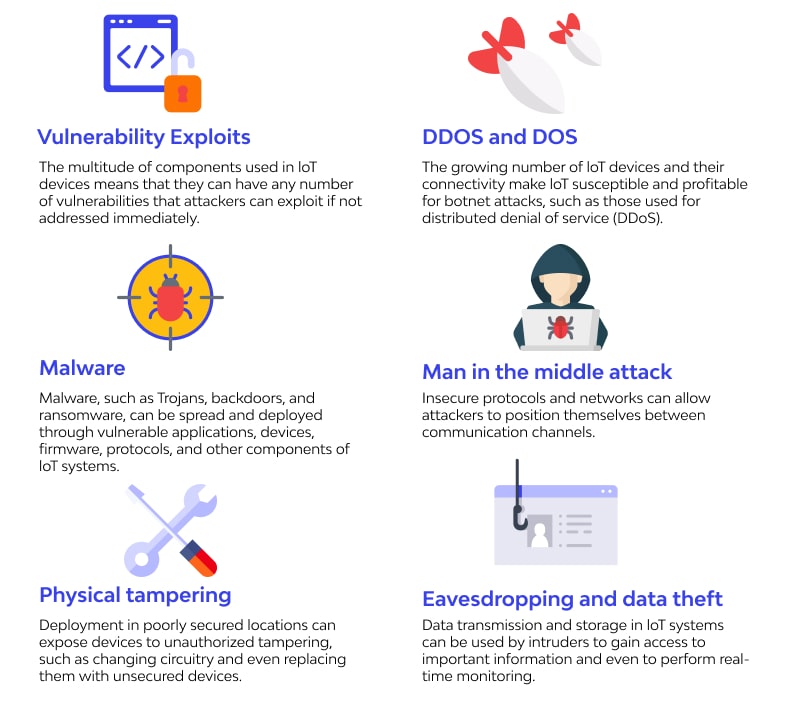 </>
Vulnerability Exploits
The multitude of components used in IoT
devices means that they can have any number
of vulnerabilities that attackers can exploit if not
addressed immediately.
DDOS and DOS
The growing number of IoT devices and their
connectivity make IoT susceptible and profitable
for botnet attacks, such as those used for
distributed denial of service (DDoS).
Malware
Malware, such as Trojans, backdoors, and
ransomware, can be spread and deployed
through vulnerable applications, devices,
firmware, protocols, and other components of
IoT systems.
Man in the middle attack
Insecure protocols and networks can allow
attackers to position themselves between
communication channels.
Physical tampering
Deployment in poorly secured locations can
expose devices to unauthorized tampering,
such as changing circuitry and even replacing
them with unsecured devices.
Eavesdropping and data theft
Data transmission and storage in IoT systems
can be used by intruders to gain access to
important information and even to perform real-
time monitoring.